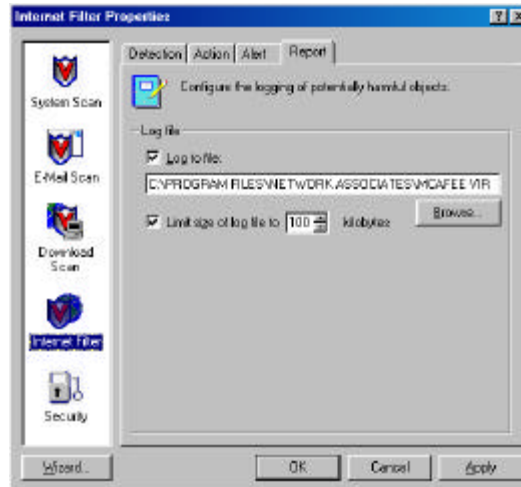 Internet Filter Properties
System Scan
E-Mail Scan
Download Scan
Internet Filter
Security
Detection Action Alert Report
Configure the logging of potentially harmful objects.
Log file
Log to file:
C:\PROGRAM FILES\NETWORK ASSOCIATES\MCAFEE VIR
Browse...
Limit size of log file to 100 kilobytes
Wizard... OK Cancel Apply